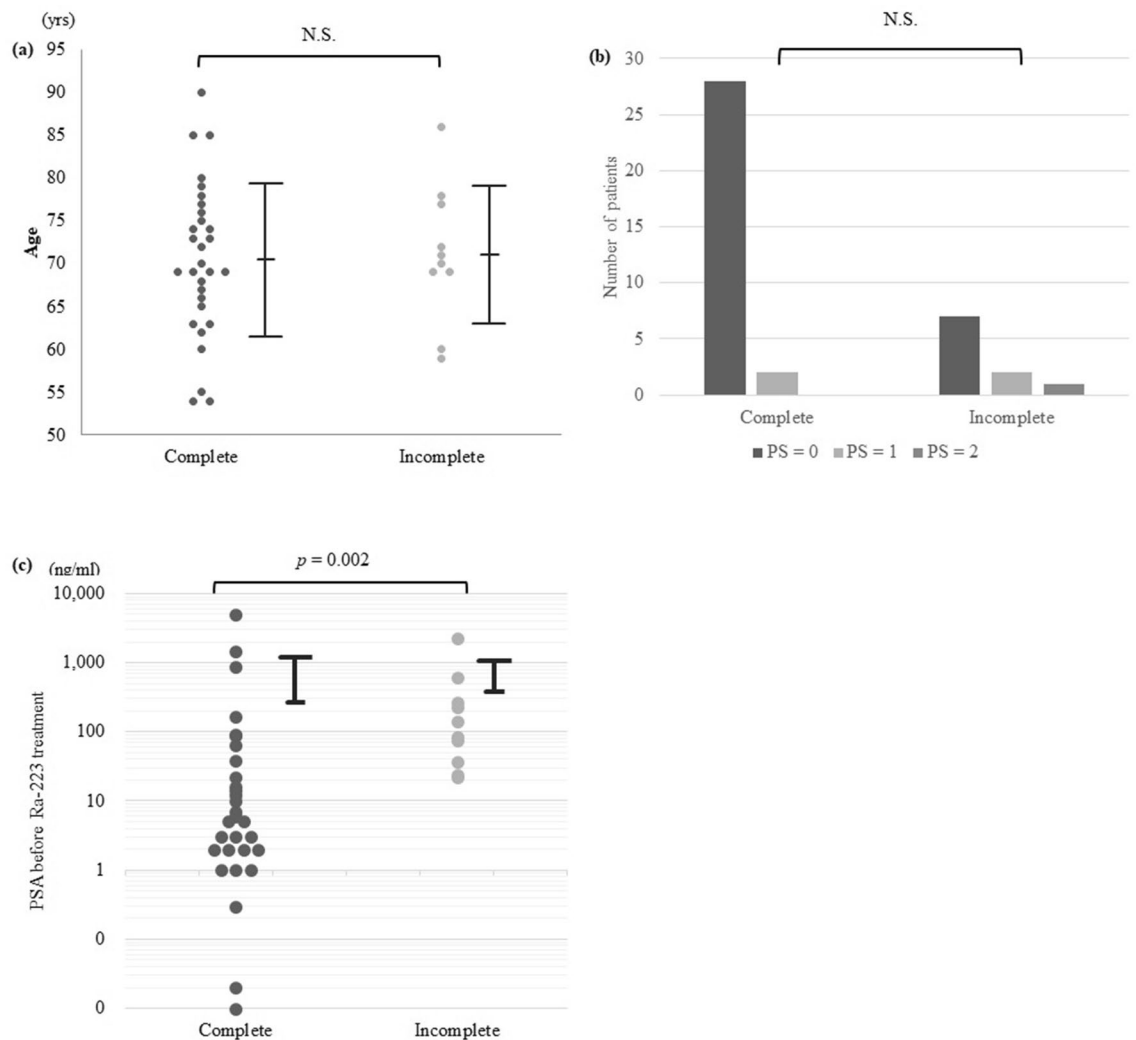 (yrs)
(a)
N.S.
95
90
85
80
75
70
65
60
55
50
Age
Complete
Incomplete
N.S.
(b)
30
25
20
15
10
5
0
Number of patients
Complete
Incomplete
PS = 0
PS = 1
PS = 2
(c)
(ng/ml)
p = 0.002
10,000
1,000
100
10
1
0
0
PSA before Ra-223 treatment
Complete
Incomplete